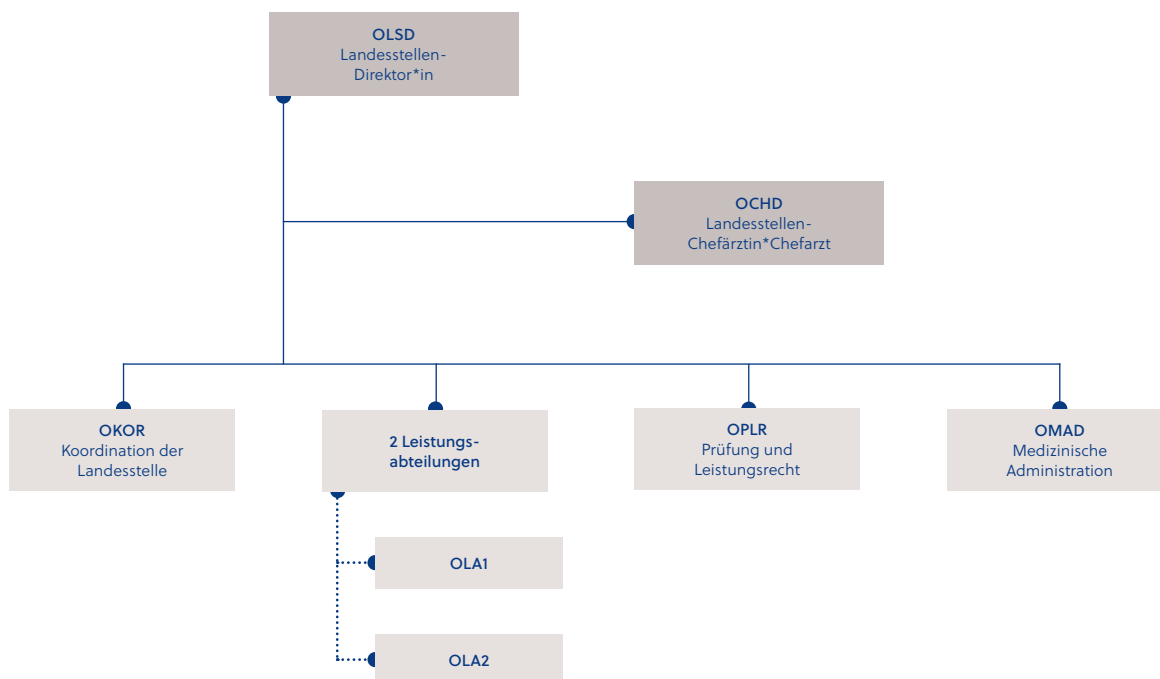 OLSD
Landesstellen-
Direktor*in
OCHD
Landesstellen-
Chefärztin*Chefarzt
OKOR
Koordination der
Landesstelle
2 Leistungs-
abteilungen
OPLR
Prüfung und
Leistungsrecht
OMAD
Medizinische
Administration
OLA1
OLA2